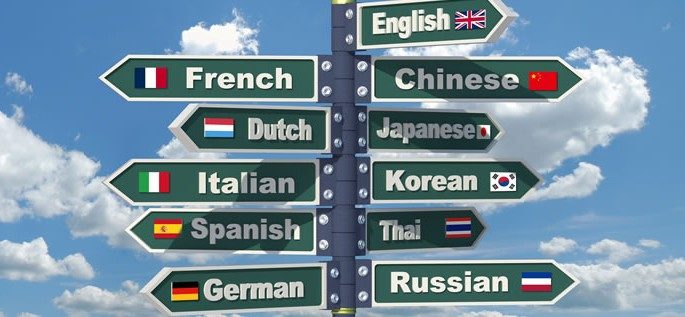 English
French
Chinese
Dutch
Japanese
Italian
Korean
Spanish
Thai
German
Russian